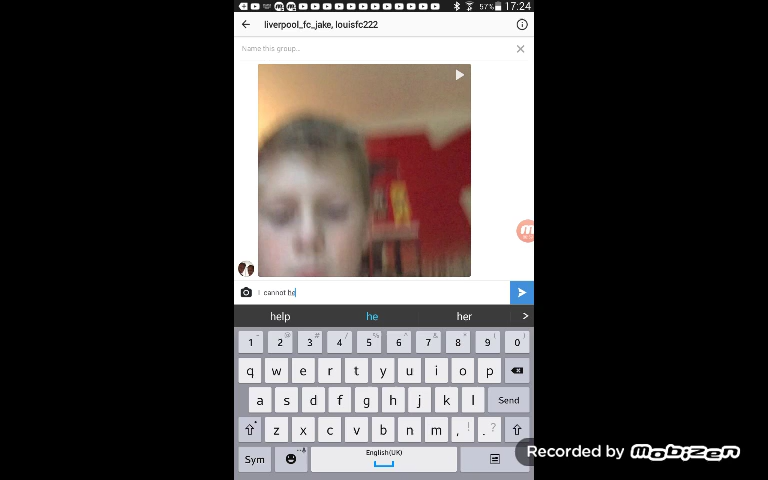 57% 17:24
liverpool_fc_jake, louisfc222
Name this group..
I cannot he
help he her
1 2 3 4 5 6 7 8 9 0
q w e r t y u i o p
a s d f g h j k l Send
z x c v b n m , ! . ?
Sym English(UK)
Recorded by MOBIZEN